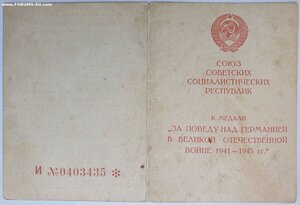 www.FORUMS-SU.com
СОЮЗ
СОВЕТСКИХ
СОЦИАЛИСТИЧЕСКИХ
РЕСПУБЛИК
К МЕДАЛИ
„ЗА ПОБЕДУ НАД ГЕРМАНИЕЙ
В ВЕЛИКОЙ ОТЕЧЕСТВЕННОЙ
ВОЙНЕ 1941—1945 гг."
И №0403435